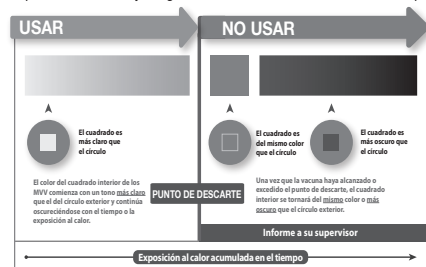 USAR
NO USAR
El cuadrado es
más claro que
el círculo
El cuadrado es
del mismo color
que el círculo
El cuadrado es
más oscuro que
el círculo
El color del cuadrado interior de los
MVV comienza con un tono más claro
que el del círculo exterior y continúa
oscureciéndose con el tiempo o la
exposición al calor.
PUNTO DE DESCARTE
Una vez que la vacuna haya alcanzado o
excedido el punto de descarte, el cuadrado
interior se tornará del mismo color o más
oscuro que el círculo exterior.
Informe a su supervisor
Exposición al calor acumulada en el tiempo